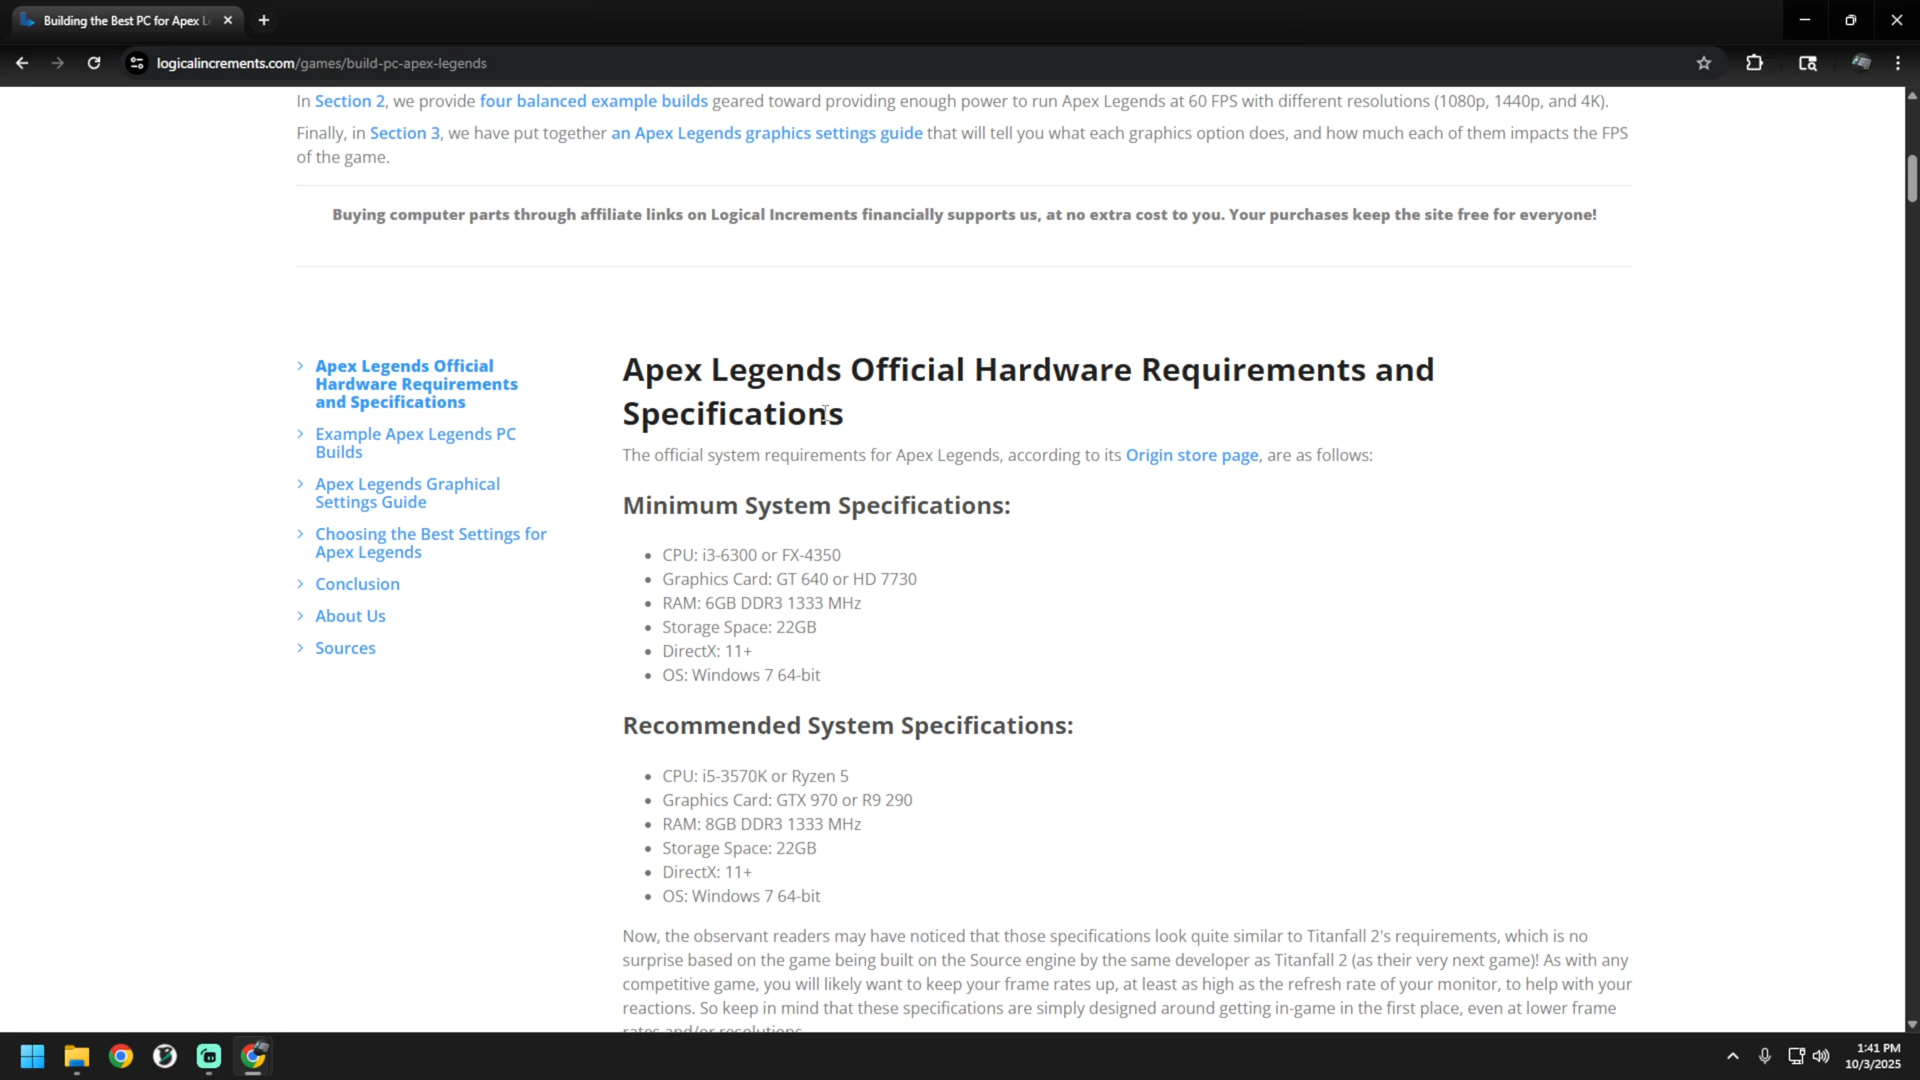 Building the Best PC for Apex L
logicalincrements.com/games/build-pc-apex-legends
In Section 2, we provide four balanced example builds geared toward providing enough power to run Apex Legends at 60 FPS with different resolutions (1080p, 1440p, and 4K).
Finally, in Section 3, we have put together an Apex Legends graphics settings guide that will tell you what each graphics option does, and how much each of them impacts the FPS
of the game.
Buying computer parts through affiliate links on Logical Increments financially supports us, at no extra cost to you. Your purchases keep the site free for everyone!
Apex Legends Official
Hardware Requirements
and Specifications
Example Apex Legends PC
Builds
Apex Legends Graphical
Settings Guide
Choosing the Best Settings for
Apex Legends
Conclusion
About Us
Sources
Apex Legends Official Hardware Requirements and
Specifications
The official system requirements for Apex Legends, according to its Origin store page, are as follows:
Minimum System Specifications:
• CPU: i3-6300 or FX-4350
• Graphics Card: GT 640 or HD 7730
• RAM: 6GB DDR3 1333 MHz
• Storage Space: 22GB
• DirectX: 11+
• OS: Windows 7 64-bit
Recommended System Specifications:
• CPU: i5-3570K or Ryzen 5
• Graphics Card: GTX 970 or R9 290
• RAM: 8GB DDR3 1333 MHz
• Storage Space: 22GB
• DirectX: 11+
• OS: Windows 7 64-bit
Now, the observant readers may have noticed that those specifications look quite similar to Titanfall 2's requirements, which is no
surprise based on the game being built on the Source engine by the same developer as Titanfall 2 (as their very next game)! As with any
competitive game, you will likely want to keep your frame rates up, at least as high as the refresh rate of your monitor, to help with your
reactions. So keep in mind that these specifications are simply designed around getting in-game in the first place, even at lower frame
rates and/or resolutions.
1:41 PM
10/3/2025